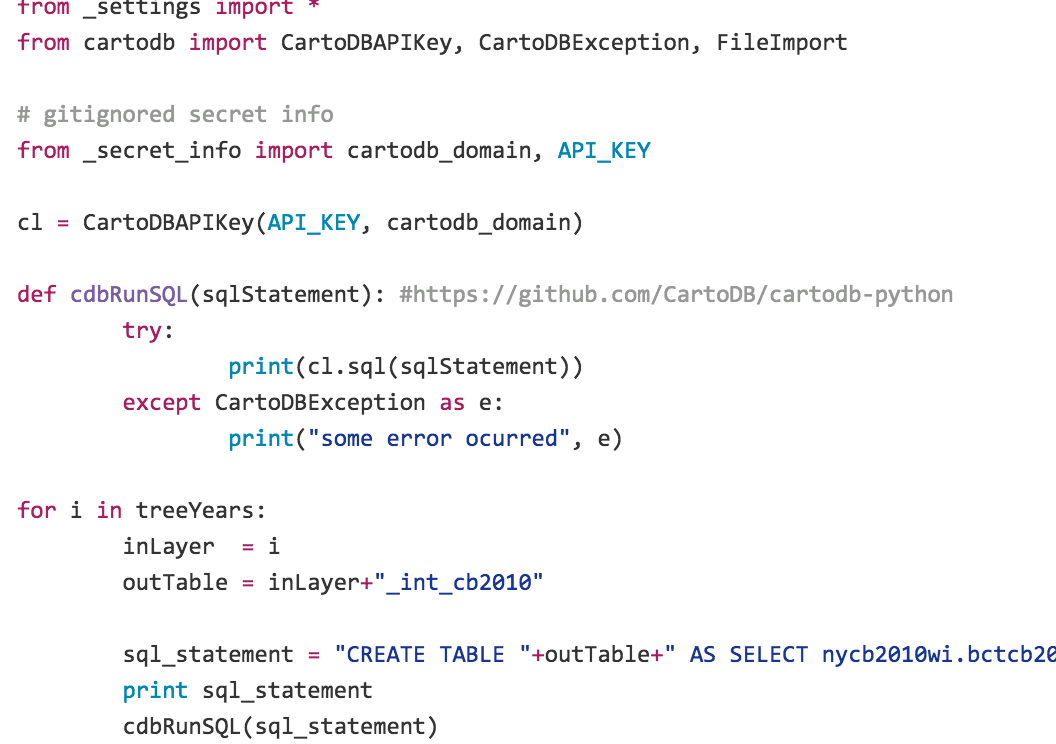 from _settings import *
from cartodb import CartoDBAPIKey, CartoDBException, FileImport
# gitignored secret info
from _secret_info import cartodb_domain, API_KEY
cl = CartoDBAPIKey(API_KEY, cartodb_domain)
def cdbRunSQL(sqlStatement): #https://github.com/CartoDB/cartodb-python
        try:
                print(cl.sql(sqlStatement))
        except CartoDBException as e:
                print("some error ocurred", e)
for i in treeYears:
        inLayer  = i
        outTable = inLayer+"_int_cb2010"
        sql_statement = "CREATE TABLE "+outTable+" AS SELECT nycb2010wi.bctcb20
        print sql_statement
        cdbRunSQL(sql_statement)